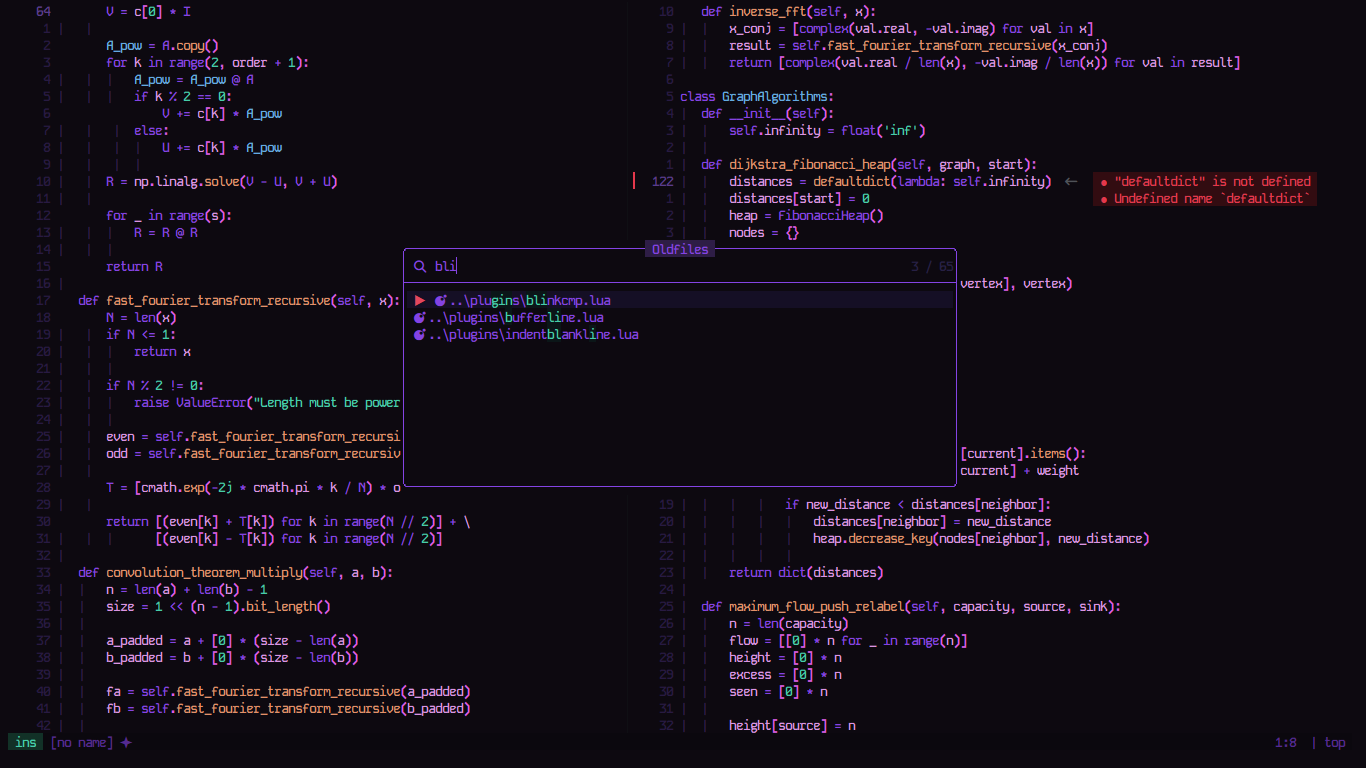 64 V = c[0] * I
1
2 A_pow = A.copy()
3 for k in range(2, order + 1):
4 A_pow = A_pow @ A
5 if k % 2 == 0:
6 V += c[k] * A_pow
7 else:
8 U += c[k] * A_pow
9
10 R = np.linalg.solve(V - U, V + U)
11
12 for _ in range(s):
13 R = R @ R
14
15 return R
16
17 def fast_fourier_transform_recursive(self, x):
18 N = len(x)
19 if N <= 1:
20 return x
21
22 if N % 2 != 0:
23 raise ValueError("Length must be power
24
25 even = self.fast_fourier_transform_recursi
26 odd = self.fast_fourier_transform_recursiv
27
28 T = [cmath.exp(-2j * cmath.pi * k / N) * o
29
30 return [(even[k] + T[k]) for k in range(N // 2)] + \
31 [(even[k] - T[k]) for k in range(N // 2)]
32
33 def convolution_theorem_multiply(self, a, b):
34 n = len(a) + len(b) - 1
35 size = 1 << (n - 1).bit_length()
36
37 a_padded = a + [0] * (size - len(a))
38 b_padded = b + [0] * (size - len(b))
39
40 fa = self.fast_fourier_transform_recursive(a_padded)
41 fb = self.fast_fourier_transform_recursive(b_padded)
42
10 def inverse_fft(self, x):
9 x_conj = [complex(val.real, -val.imag) for val in x]
8 result = self.fast_fourier_transform_recursive(x_conj)
7 return [complex(val.real / len(x), -val.imag / len(x)) for val in result]
6
5 class GraphAlgorithms:
4 def __init__(self):
3 self.infinity = float('inf')
2
1 def dijkstra_fibonacci_heap(self, graph, start):
122 distances = defaultdict(lambda: self.infinity) ← ● "defaultdict" is not defined
1 distances[start] = 0 ● Undefined name `defaultdict`
2 heap = FibonacciHeap()
3 nodes = {}
Oldfiles
bli 3 / 65
..\plugins\blinkcmp.lua
..\plugins\bufferline.lua
..\plugins\indentblankline.lua
vertex], vertex)
[current].items():
current] + weight
19 if new_distance < distances[neighbor]:
20 distances[neighbor] = new_distance
21 heap.decrease_key(nodes[neighbor], new_distance)
22
23 return dict(distances)
24
25 def maximum_flow_push_relabel(self, capacity, source, sink):
26 n = len(capacity)
27 flow = [[0] * n for _ in range(n)]
28 height = [0] * n
29 excess = [0] * n
30 seen = [0] * n
31
32 height[source] = n
ins [no name] ✦ 1:8 | top